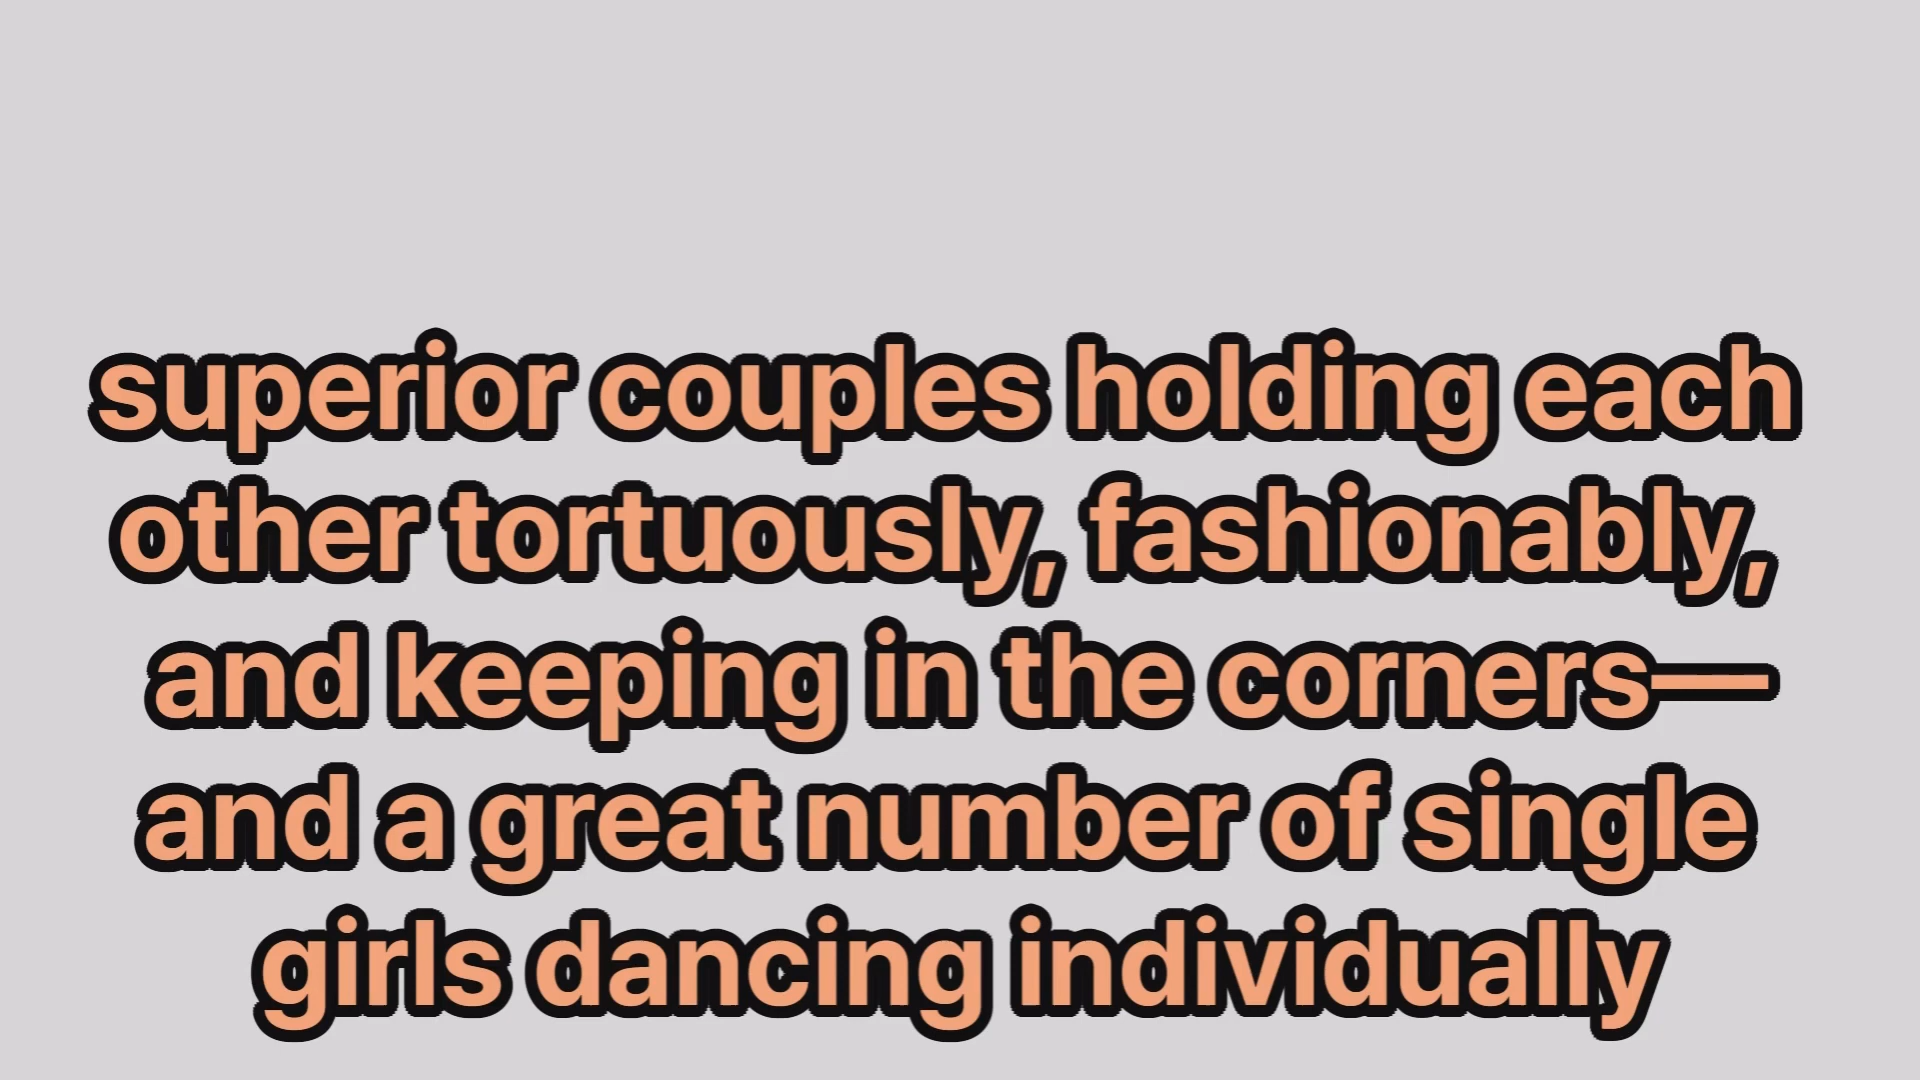 superior couples holding each
other tortuously, fashionably,
and keeping in the corners—
and a great number of single
girls dancing individually